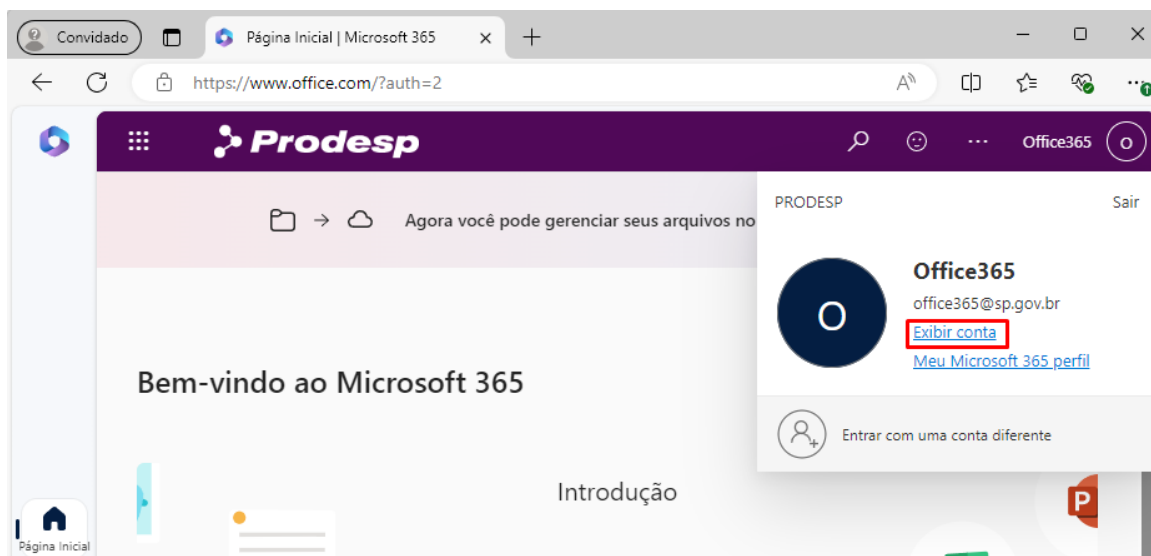 Convidado
Página Inicial | Microsoft 365
https://www.office.com/?auth=2
Prodesp
Office365
O
Agora você pode gerenciar seus arquivos no
PRODESP
Sair
O
Office365
office365@sp.gov.br
Exibir conta
Meu Microsoft 365 perfil
Entrar com uma conta diferente
Bem-vindo ao Microsoft 365
Introdução
P
Página Inicial